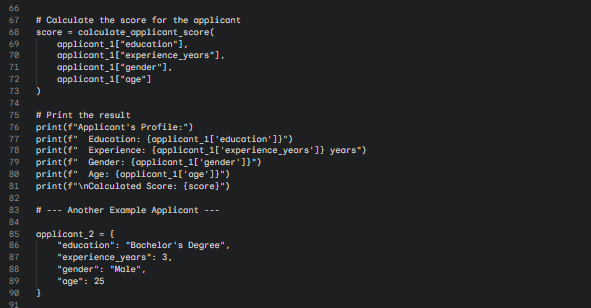 66
67 # Calculate the score for the applicant
68 score = calculate_applicant_score(
69     applicant_1["education"],
70     applicant_1["experience_years"],
71     applicant_1["gender"],
72     applicant_1["age"]
73 )
74
75 # Print the result
76 print(f"Applicant's Profile:")
77 print(f"  Education: {applicant_1['education']}")
78 print(f"  Experience: {applicant_1['experience_years']} years")
79 print(f"  Gender: {applicant_1['gender']}")
80 print(f"  Age: {applicant_1['age']}")
81 print(f"\nCalculated Score: {score}")
82
83 # --- Another Example Applicant ---
84
85 applicant_2 = {
86     "education": "Bachelor's Degree",
87     "experience_years": 3,
88     "gender": "Male",
89     "age": 25
90 }
91